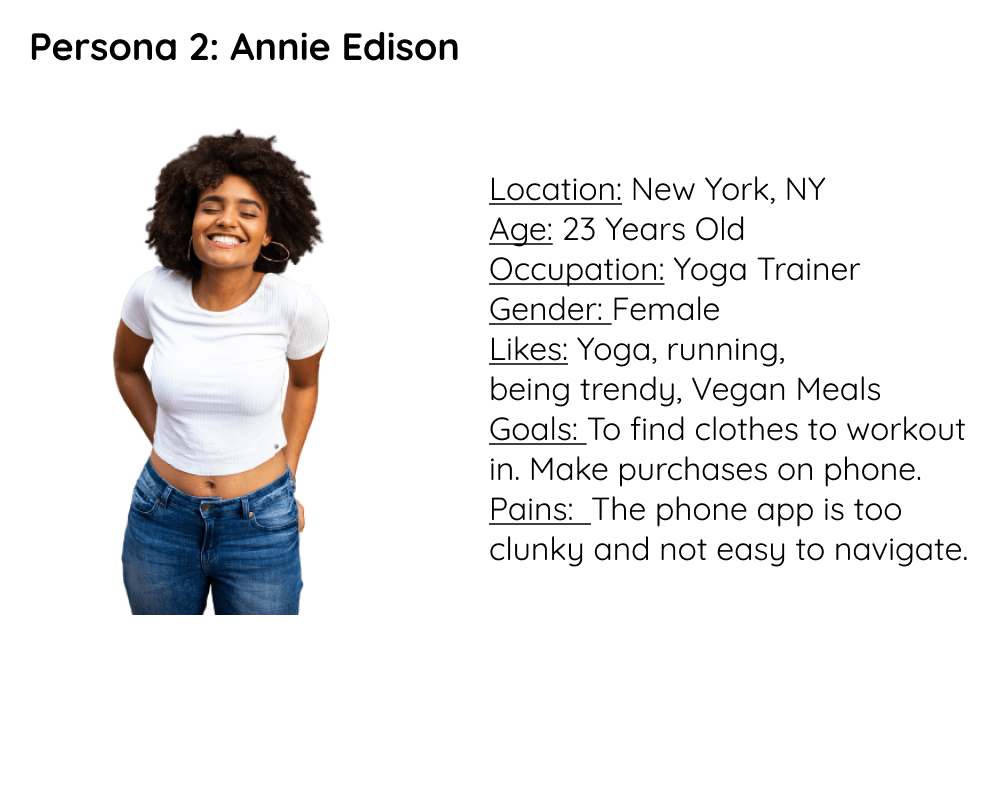 Persona 2: Annie Edison
Location: New York, NY
Age: 23 Years Old
Occupation: Yoga Trainer
Gender: Female
Likes: Yoga, running,
being trendy, Vegan Meals
Goals: To find clothes to workout
in. Make purchases on phone.
Pains: The phone app is too
clunky and not easy to navigate.